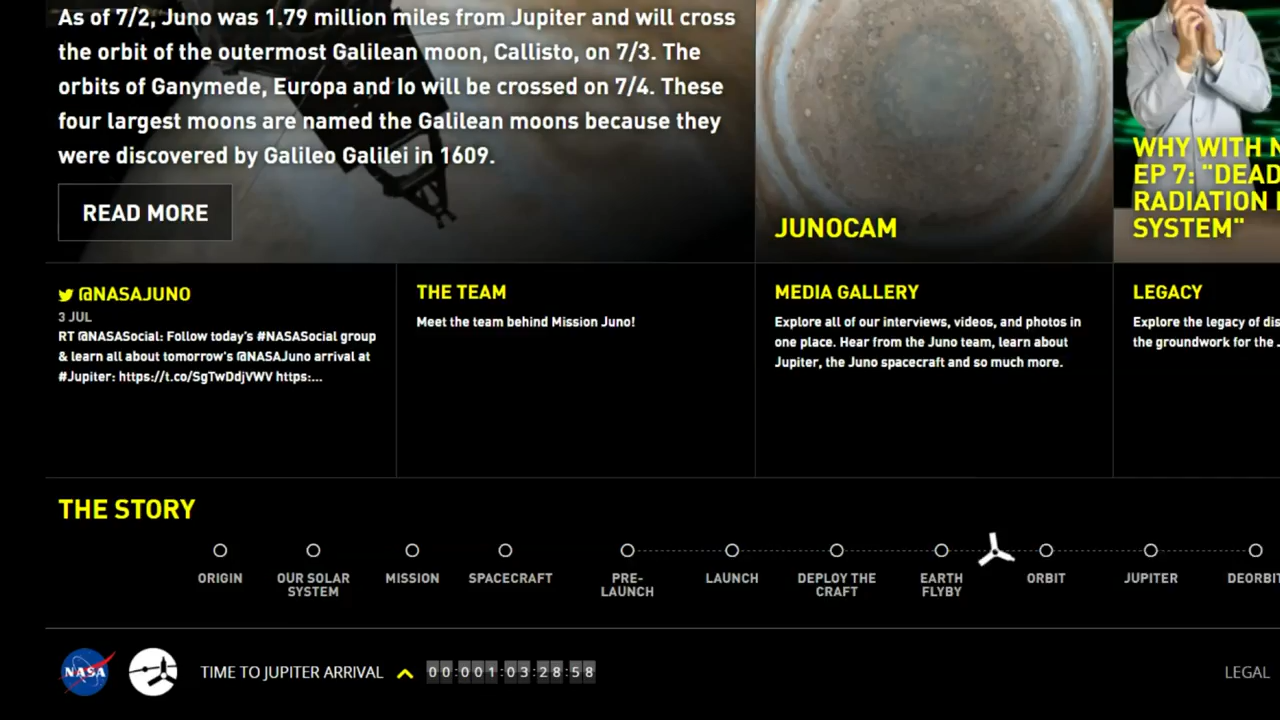 As of 7/2, Juno was 1.79 million miles from Jupiter and will cross
the orbit of the outermost Galilean moon, Callisto, on 7/3. The
orbits of Ganymede, Europa and Io will be crossed on 7/4. These
four largest moons are named the Galilean moons because they
were discovered by Galileo Galilei in 1609.
READ MORE
JUNOCAM
WHY WITH
EP 7: "DEAD
RADIATION
SYSTEM"
@NASAJUNO
3 JUL
RT @NASASocial: Follow today's #NASASocial group
& learn all about tomorrow's @NASAJuno arrival at
#Jupiter: https://t.co/SgTwDdjVWV https:...
THE TEAM
Meet the team behind Mission Juno!
MEDIA GALLERY
Explore all of our interviews, videos, and photos in
one place. Hear from the Juno team, learn about
Jupiter, the Juno spacecraft and so much more.
LEGACY
Explore the legacy of dis
the groundwork for the
THE STORY
ORIGIN
OUR SOLAR
SYSTEM
MISSION
SPACECRAFT
PRE-
LAUNCH
LAUNCH
DEPLOY THE
CRAFT
EARTH
FLYBY
ORBIT
JUPITER
DEORBIT
NASA
TIME TO JUPITER ARRIVAL
00:001:03:28:58
LEGAL